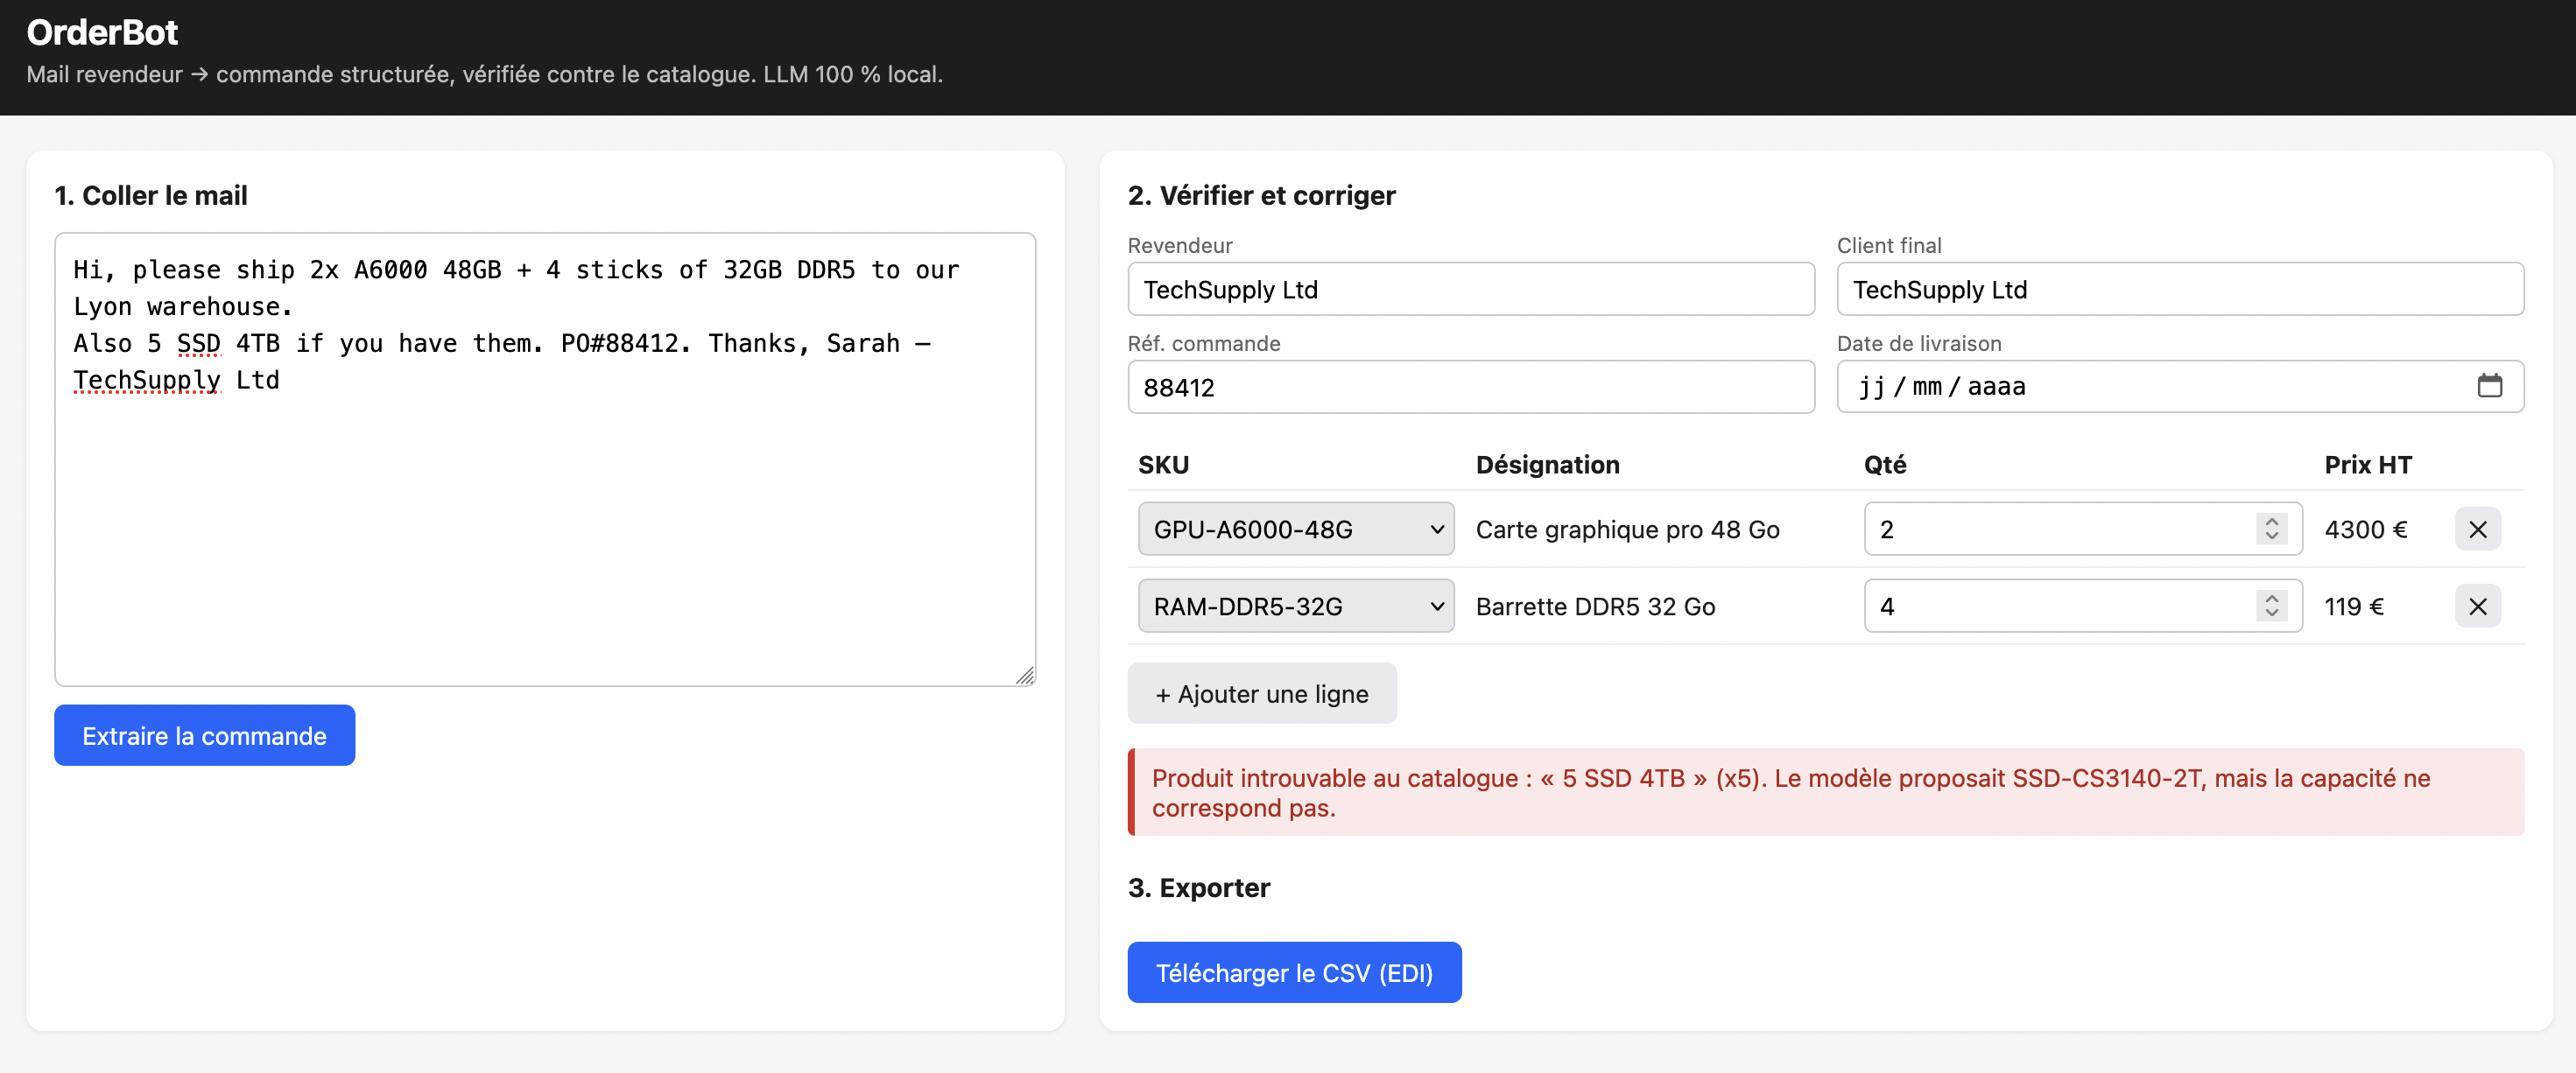 OrderBot
Mail revendeur → commande structurée, vérifiée contre le catalogue. LLM 100 % local.
1. Coller le mail
Hi, please ship 2x A6000 48GB + 4 sticks of 32GB DDR5 to our
Lyon warehouse.
Also 5 SSD 4TB if you have them. PO#88412. Thanks, Sarah —
TechSupply Ltd
Extraire la commande
2. Vérifier et corriger
Revendeur
Client final
TechSupply Ltd
TechSupply Ltd
Réf. commande
Date de livraison
88412
jj/mm/aaaa
SKU Désignation Qté Prix HT
GPU-A6000-48G Carte graphique pro 48 Go 2 4300 €
RAM-DDR5-32G Barrette DDR5 32 Go 4 119 €
+ Ajouter une ligne
Produit introuvable au catalogue : « 5 SSD 4TB » (x5). Le modèle proposait SSD-CS3140-2T, mais la capacité ne
correspond pas.
3. Exporter
Télécharger le CSV (EDI)